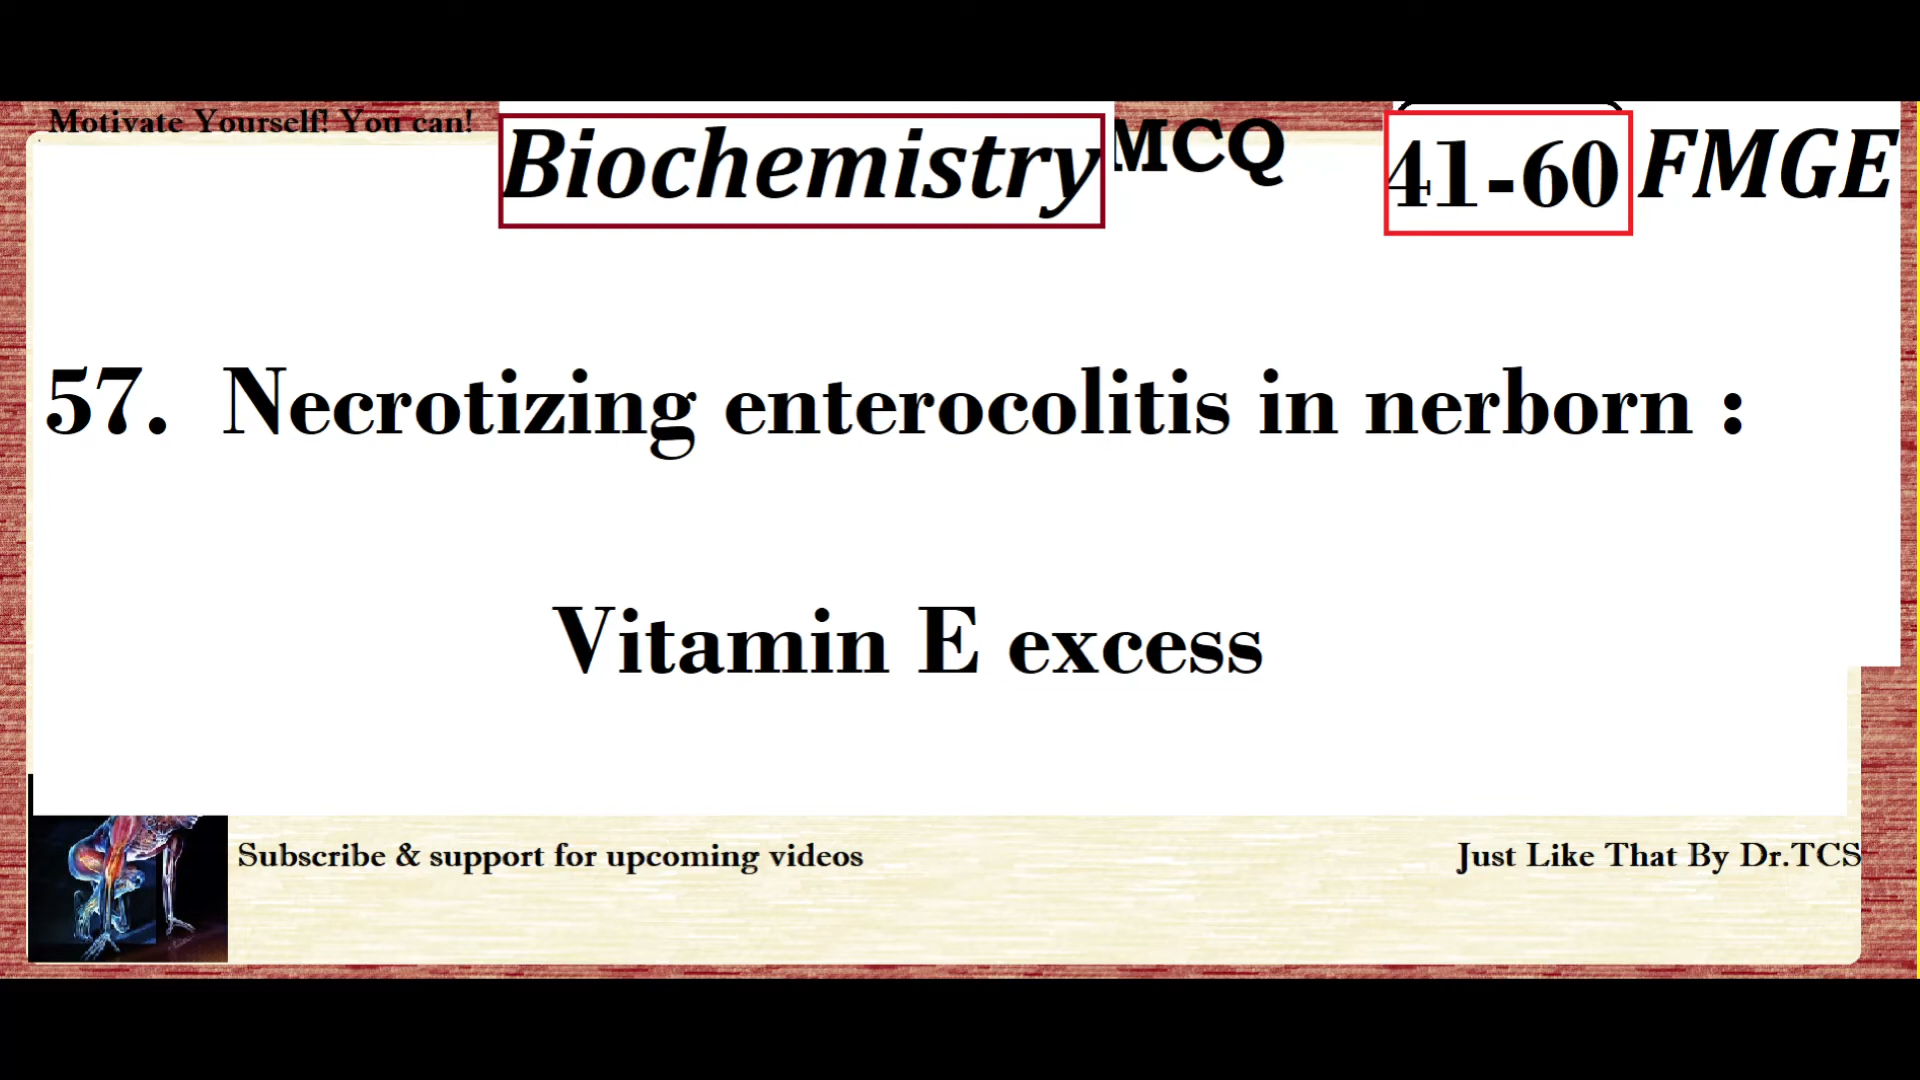 Motivate Yourself! You can!
Biochemistry MCQ 41-60 FMGE
57. Necrotizing enterocolitis in nerborn :
Vitamin E excess
Subscribe & support for upcoming videos
Just Like That By Dr.TCS